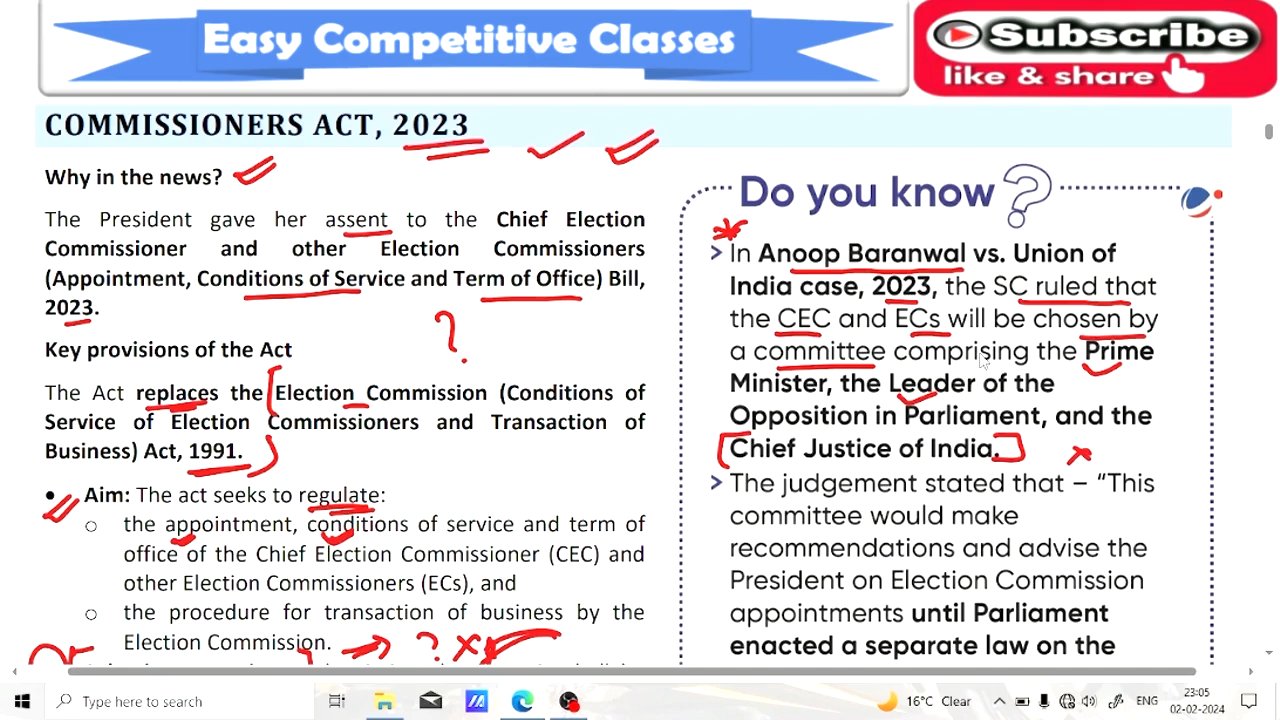 Easy Competitive Classes
Subscribe
like & share
COMMISSIONERS ACT, 2023
Why in the news?
The President gave her assent to the Chief Election
Commissioner and other Election Commissioners
(Appointment, Conditions of Service and Term of Office) Bill,
2023.
?
Key provisions of the Act
The Act replaces the Election Commission (Conditions of
Service of Election Commissioners and Transaction of
Business) Act, 1991.
• Aim: The act seeks to regulate:
o the appointment, conditions of service and term of
office of the Chief Election Commissioner (CEC) and
other Election Commissioners (ECs), and
o the procedure for transaction of business by the
Election Commission.
?
Do you know?
> In Anoop Baranwal vs. Union of
India case, 2023, the SC ruled that
the CEC and ECs will be chosen by
a committee comprising the Prime
Minister, the Leader of the
Opposition in Parliament, and the
Chief Justice of India.
> The judgement stated that – “This
committee would make
recommendations and advise the
President on Election Commission
appointments until Parliament
enacted a separate law on the
Type here to search
16°C Clear
ENG
23:05
02-02-2024